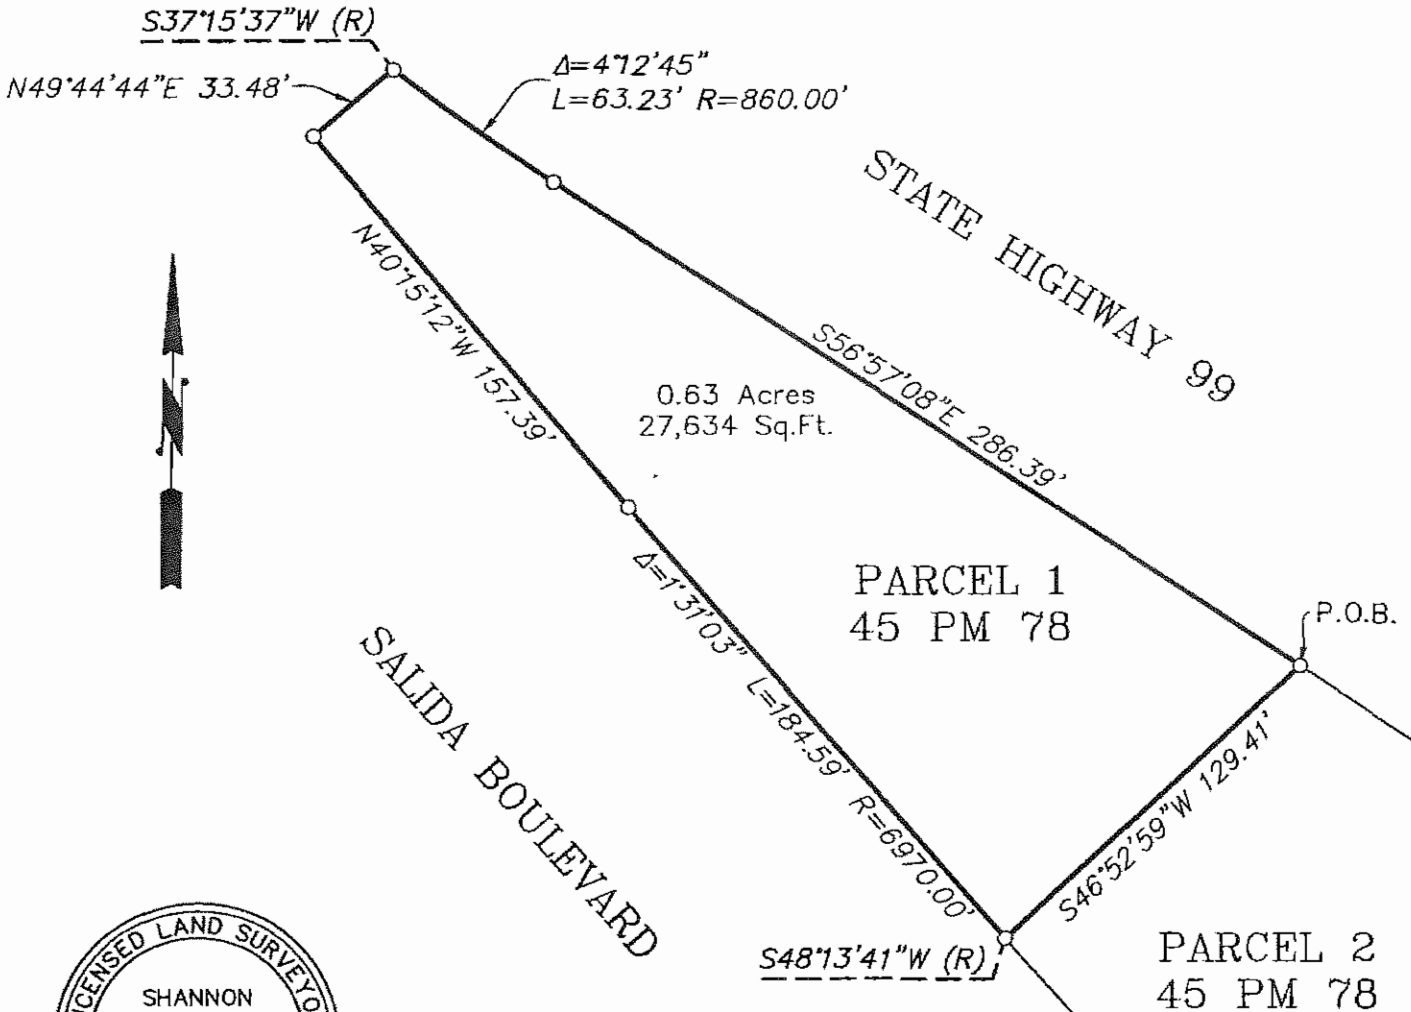 S37°15'37"W (R)
N49°44'44"E 33.48'
Δ=4°12'45"
L=63.23' R=860.00'
STATE HIGHWAY 99
N40°15'12"W 157.39'
S56°57'08"E 286.39'
0.63 Acres
27,634 Sq.Ft.
PARCEL 1
45 PM 78
P.O.B.
Δ=1°31'03" L=184.59' R=6970.00'
SALIDA BOULEVARD
S46°52'59"W 129.41'
S48°13'41"W (R)
PARCEL 2
45 PM 78
LAND
SHANNON